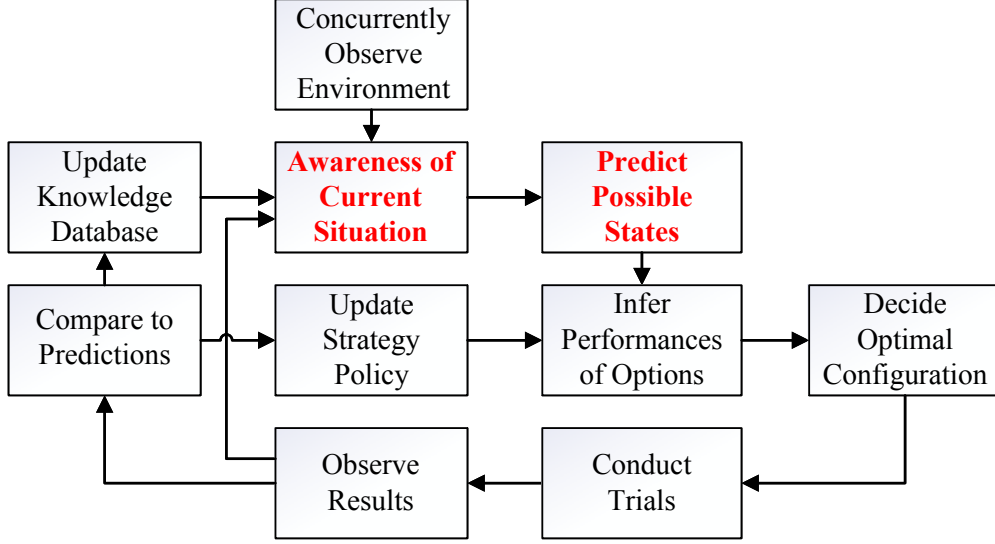 Concurrently
Observe
Environment
Update
Knowledge
Database
Awareness of
Current
Situation
Predict
Possible
States
Compare to
Predictions
Update
Strategy
Policy
Infer
Performances
of Options
Decide
Optimal
Configuration
Observe
Results
Conduct
Trials